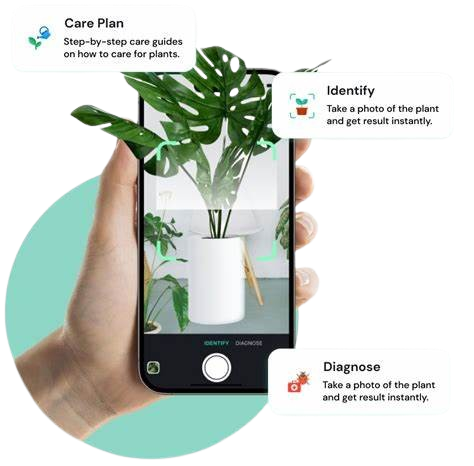 Care Plan
Step-by-step care guides
on how to care for plants.
Identify
Take a photo of the plant
and get result instantly.
IDENTIFY DIAGNOSE
Diagnose
Take a photo of the plant
and get result instantly.